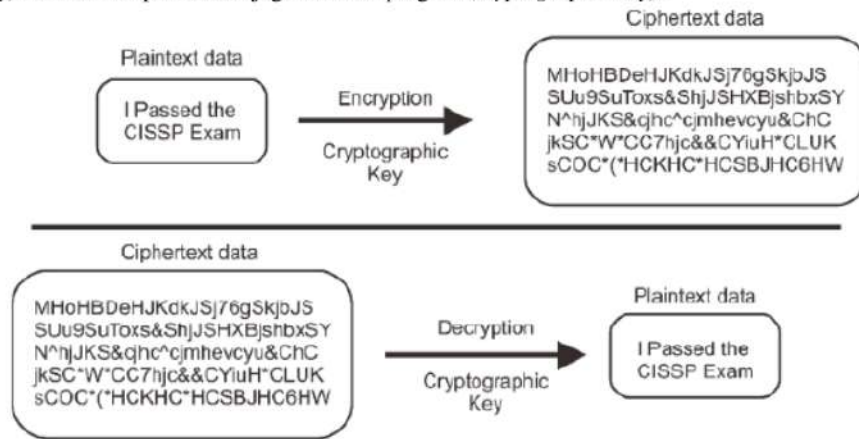 Plaintext data
I Passed the
CISSP Exam
Encryption
Cryptographic
Key
Ciphertext data
MHoHBDeHJKdkJSj76gSkjbJS
SUu9SuToxs&ShjJSHXBjshbxSY
N^hjJKS&cjhc^cjmhevcyu&ChC
jkSC*W*CC7hjc&&CYiuH*CLUK
sCOC*(*HCKHC*HCSBJHC6HW
Ciphertext data
MHoHBDeHJKdkJSj76gSkjbJS
SUu9SuToxs&ShjJSHXBjshbxSY
N^hjJKS&cjhc^cjmhevcyu&ChC
jkSC*W*CC7hjc&&CYiuH*CLUK
sCOC*(*HCKHC*HCSBJHC6HW
Decryption
Cryptographic
Key
Plaintext data
I Passed the
CISSP Exam